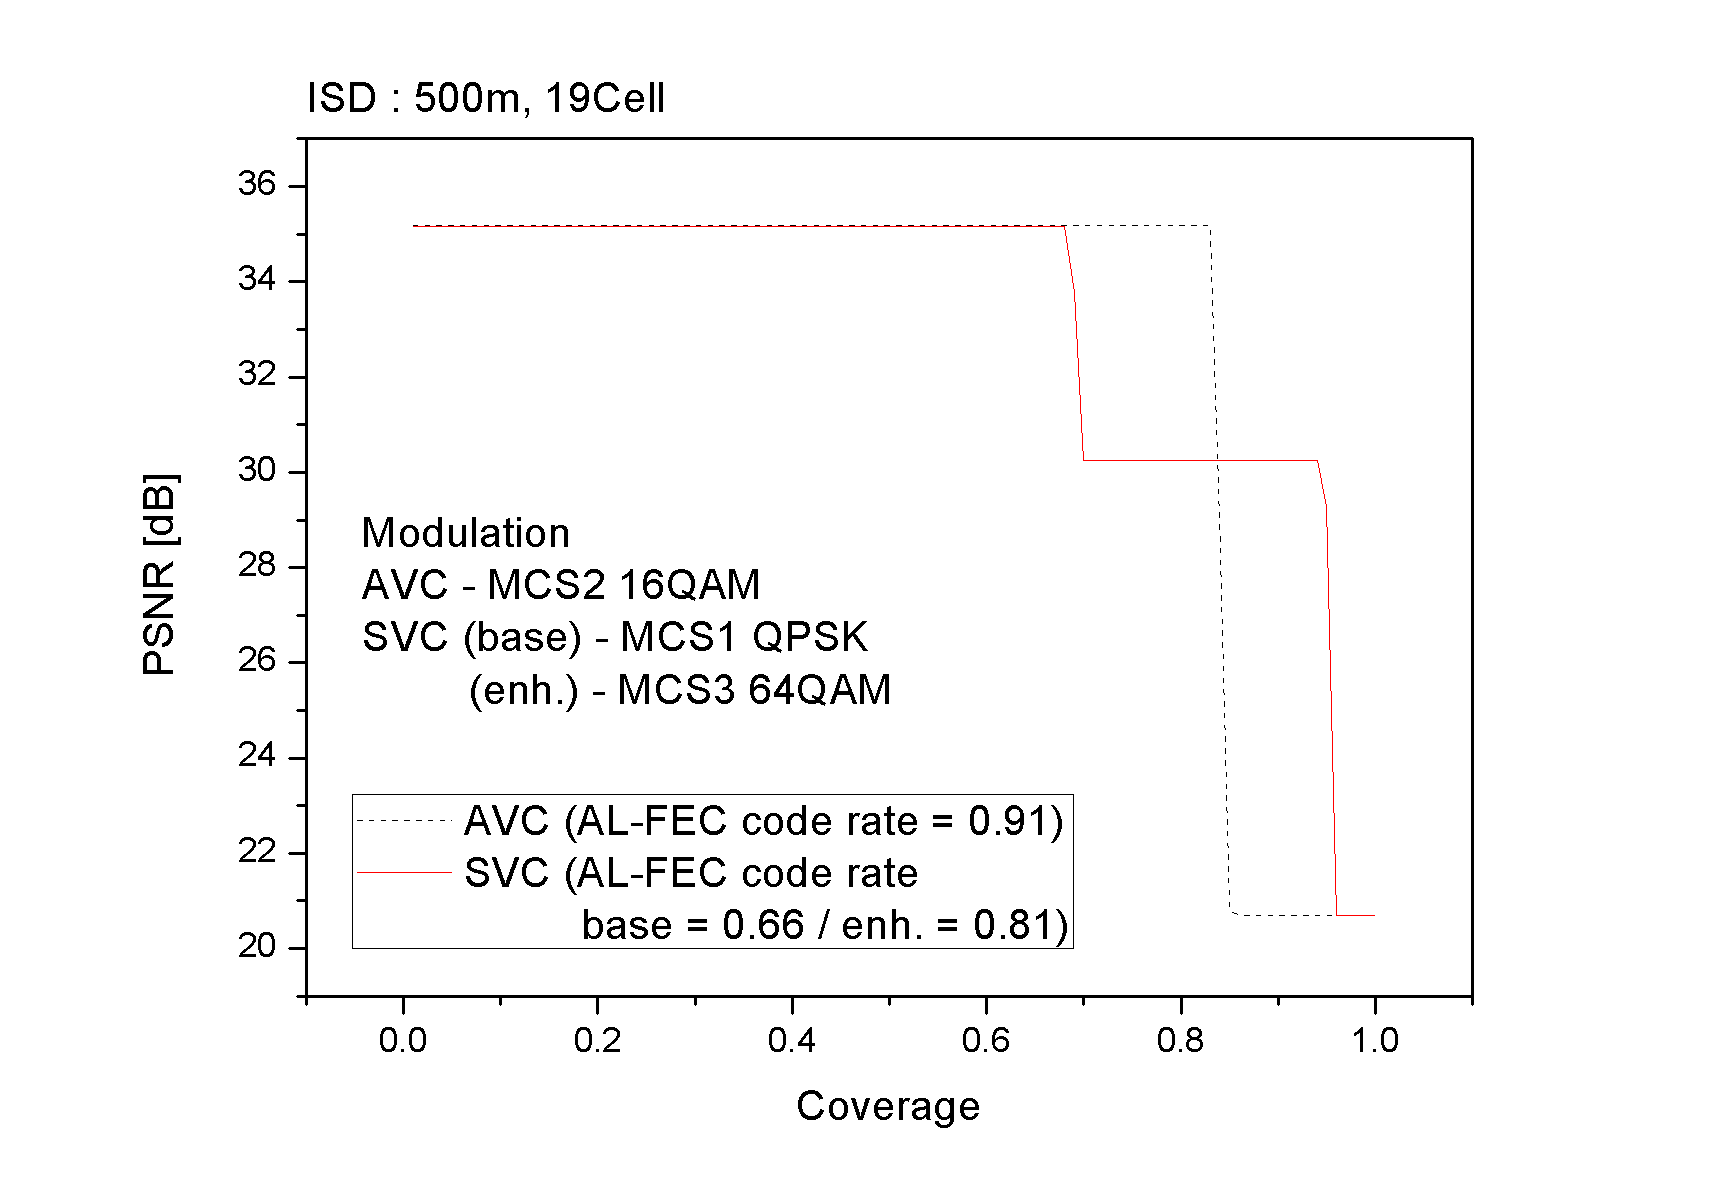 ISD : 500m, 19Cell
36
34
32
30
28
26
24
22
20
PSNR [dB]
Modulation
AVC - MCS2 16QAM
SVC (base) - MCS1 QPSK
(enh.) - MCS3 64QAM
AVC (AL-FEC code rate = 0.91)
SVC (AL-FEC code rate
base = 0.66 / enh. = 0.81)
0.0 0.2 0.4 0.6 0.8 1.0
Coverage